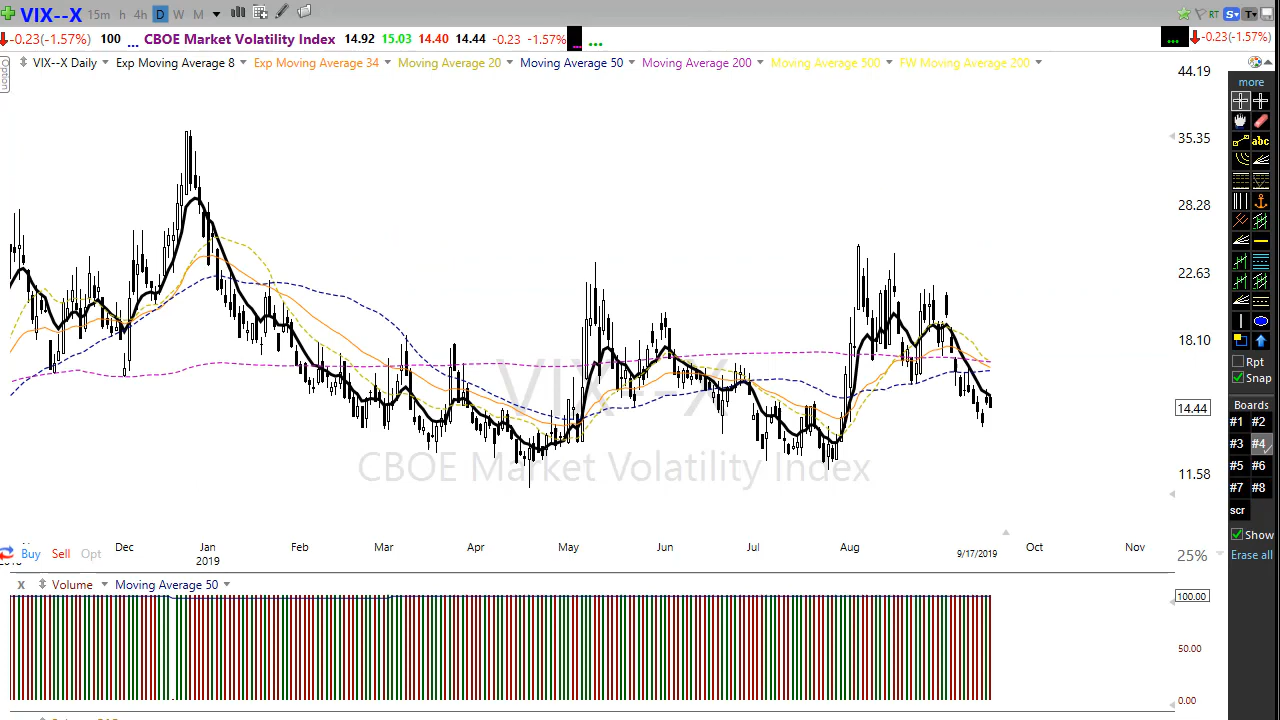 VIX--X 15m h 4h D W M RT S T
-0.23(-1.57%) 100 ... CBOE Market Volatility Index 14.92 15.03 14.40 14.44 -0.23 -1.57% ... ... -0.23(-1.57%)
Option
VIX--X Daily Exp Moving Average 8 Exp Moving Average 34 Moving Average 20 Moving Average 50 Moving Average 200 Moving Average 500 FW Moving Average 200
44.19
35.35
28.28
22.63
18.10
14.44
11.58
VIX--X
CBOE Market Volatility Index
more
abc
Rpt
Snap
Boards
#1 #2
#3 #4
#5 #6
#7 #8
scr
Show
Erase all
Buy Sell Opt
Dec Jan Feb Mar Apr May Jun Jul Aug 9/17/2019 Oct Nov
2019
25%
X Volume Moving Average 50
100.00
50.00
0.00